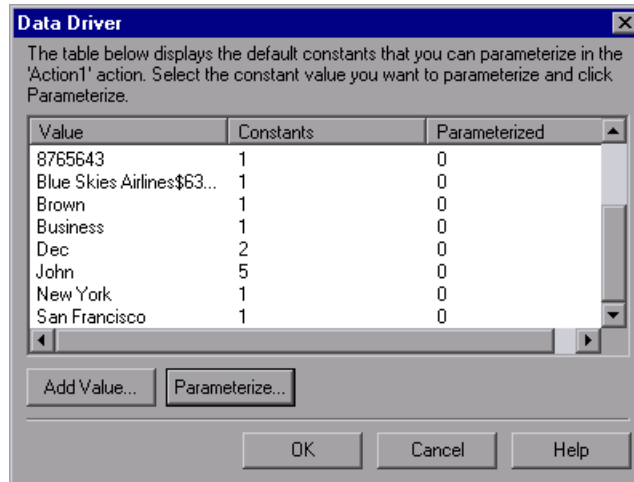 Data Driver
The table below displays the default constants that you can parameterize in the
'Action1' action. Select the constant value you want to parameterize and click
Parameterize.
Value Constants Parameterized
8765643 1 0
Blue Skies Airlines$63... 1 0
Brown 1 0
Business 1 0
Dec 2 0
John 5 0
New York 1 0
San Francisco 1 0
Add Value... Parameterize...
OK Cancel Help